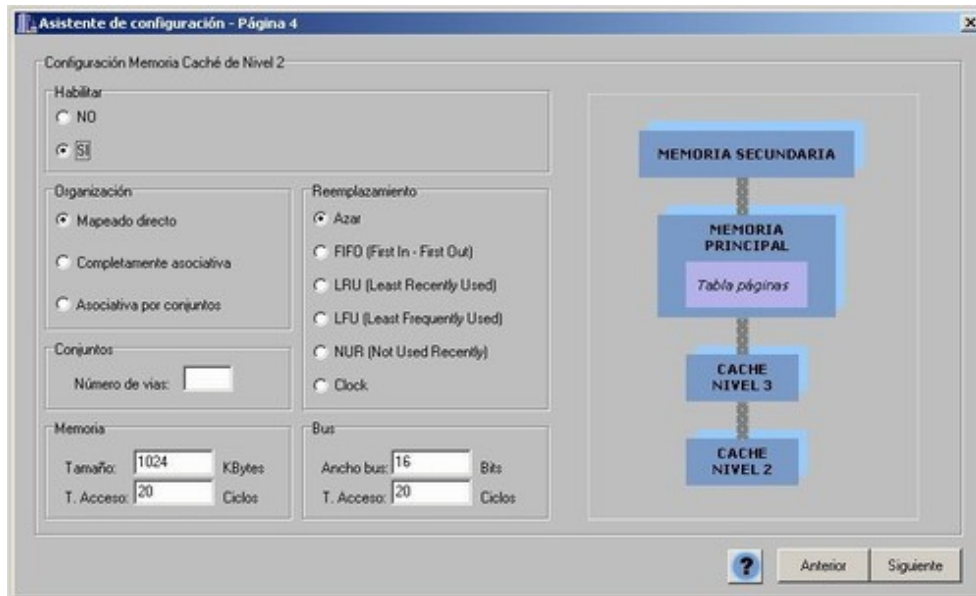 Asistente de configuración - Página 4
Configuración Memoria Caché de Nivel 2
Habilitar
NO
SI
Organización
Mapeado directo
Completamente asociativa
Asociativa por conjuntos
Reemplazamiento
Azar
FIFO (First In - First Out)
LRU (Least Recently Used)
LFU (Least Frequently Used)
NUR (Not Used Recently)
Clock
Conjuntos
Número de vias:
Memoria
Tamaño: 1024 KBytes
T. Acceso: 20 Ciclos
Bus
Ancho bus: 16 Bits
T. Acceso: 20 Ciclos
MEMORIA SECUNDARIA
MEMORIA
PRINCIPAL
Tabla páginas
CACHE
NIVEL 3
CACHE
NIVEL 2
?
Anterior
Siguiente